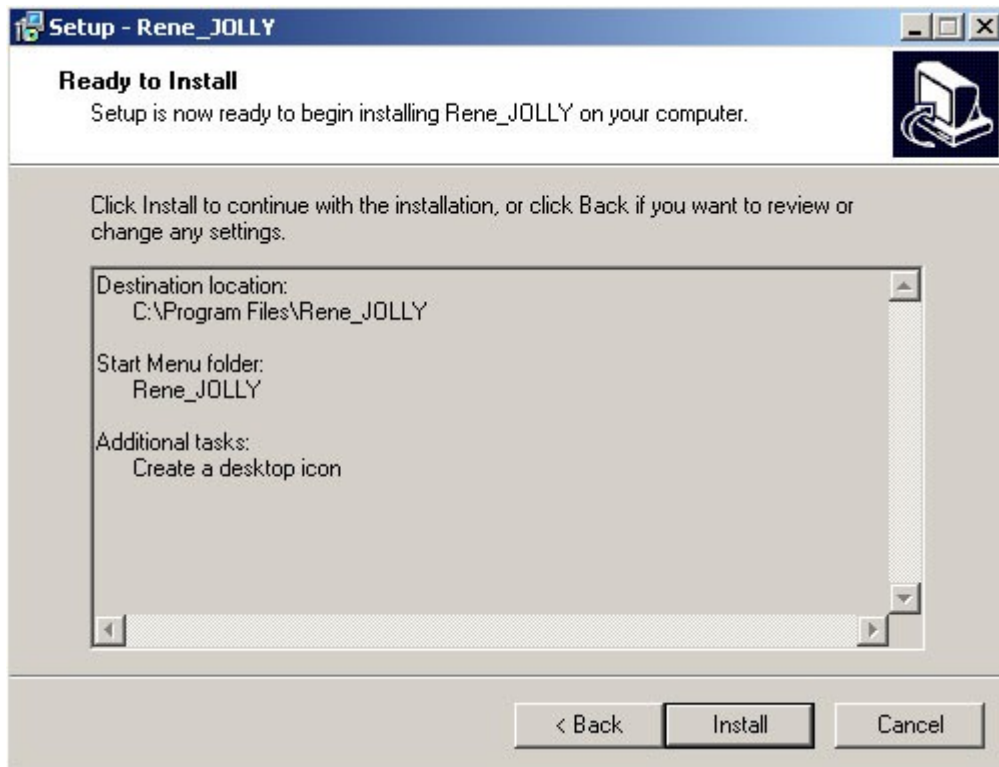 Setup - Rene_JOLLY
Ready to Install
Setup is now ready to begin installing Rene_JOLLY on your computer.
Click Install to continue with the installation, or click Back if you want to review or
change any settings.
Destination location:
C:\Program Files\Rene_JOLLY
Start Menu folder:
Rene_JOLLY
Additional tasks:
Create a desktop icon
< Back
Install
Cancel